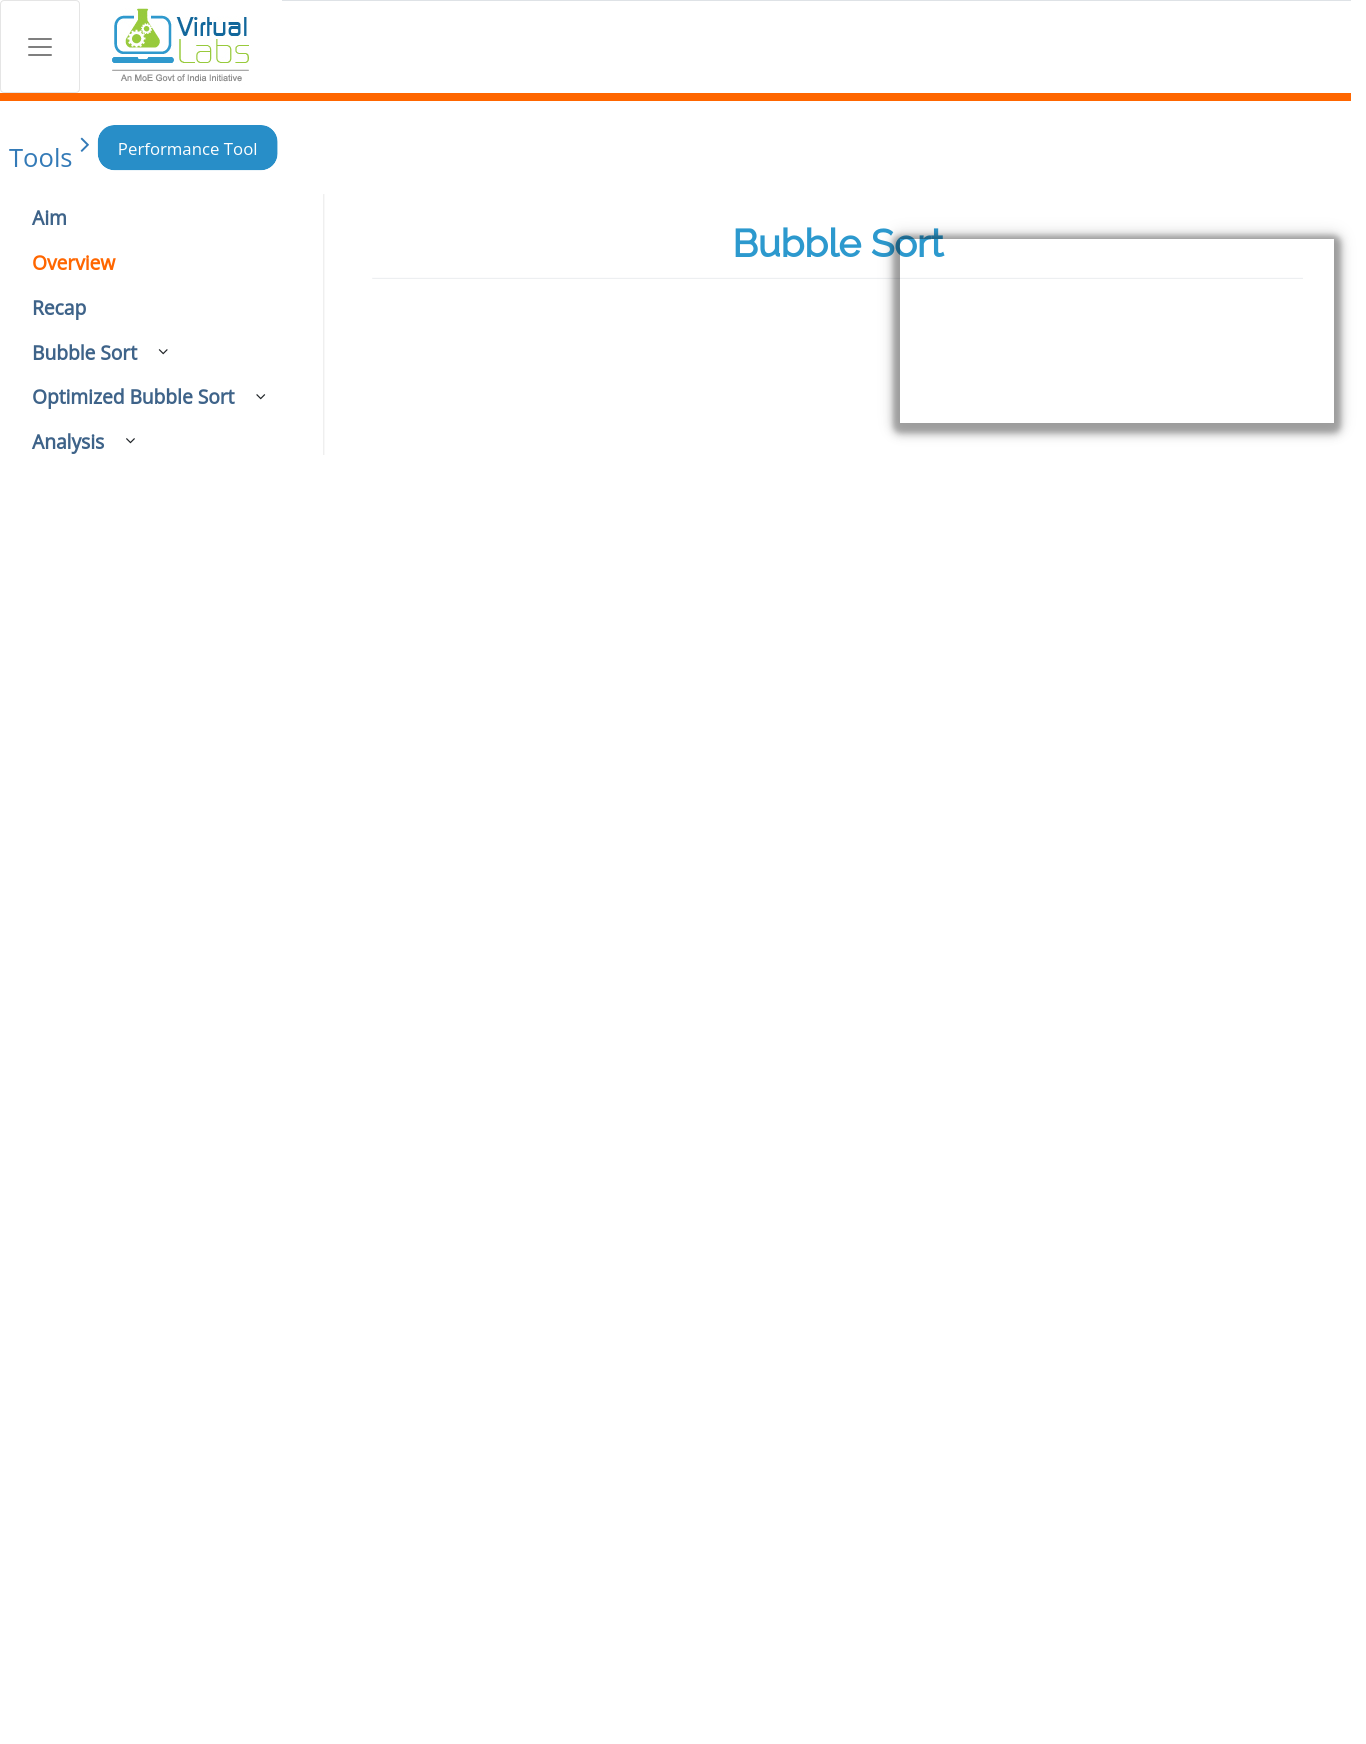 Virtual
Labs
An MoE Govt of India Initiative
Tools
Performance Tool
Aim
Overview
Recap
Bubble Sort
Optimized Bubble Sort
Analysis
Bubble Sort